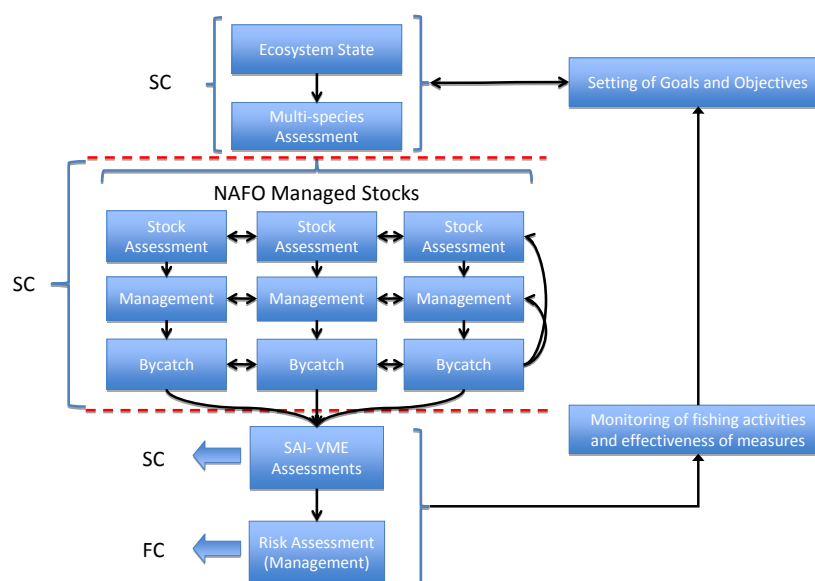 Ecosystem State
SC
Setting of Goals and Objectives
Multi-species
Assessment
NAFO Managed Stocks
Stock
Assessment
Stock
Assessment
Stock
Assessment
SC
Management
Management
Management
Bycatch
Bycatch
Bycatch
Monitoring of fishing activities
and effectiveness of measures
SC
SAI- VME
Assessments
FC
Risk Assessment
(Management)